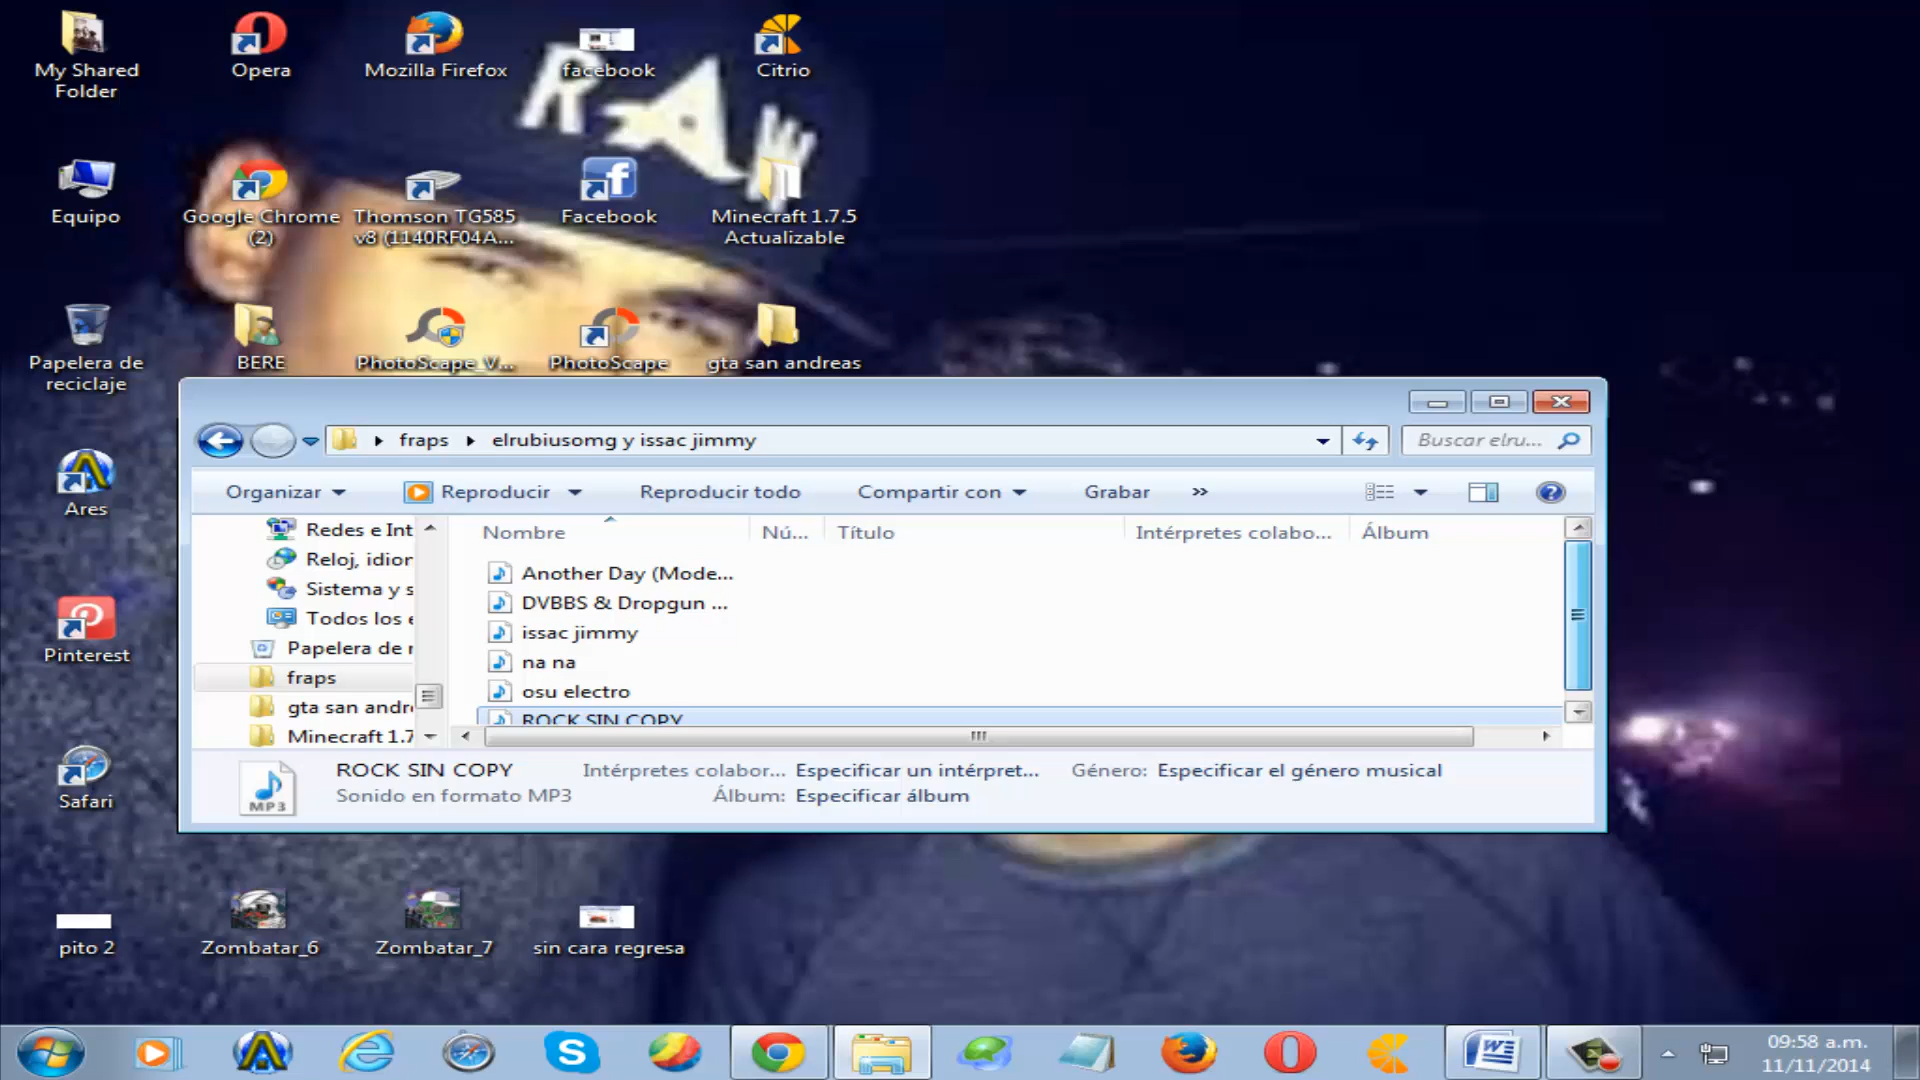 My Shared
Folder
Opera
Mozilla Firefox
facebook
Citrio
RAW
Equipo
Google Chrome
(2)
Thomson TG585
v8 (1140RF04A...
Facebook
Minecraft 1.7.5
Actualizable
Papelera de
reciclaje
BERE
PhotoScape_V...
PhotoScape
gta san andreas
Ares
Pinterest
Safari
fraps
elrubiusomg y issac jimmy
Buscar elru...
Organizar
Reproducir
Reproducir todo
Compartir con
Grabar
»
Redes e Int
Reloj, idior
Sistema y s
Todos los e
Papelera de r
fraps
gta san andre
Minecraft 1.7
Nombre
Nú...
Título
Intérpretes colabo...
Álbum
Another Day (Mode...
DVBBS & Dropgun ...
issac jimmy
na na
osu electro
ROCK SIN COPY
MP3
ROCK SIN COPY
Sonido en formato MP3
Intérpretes colabor... Especificar un intérpret...
Álbum: Especificar álbum
Género: Especificar el género musical
pito 2
Zombatar_6
Zombatar_7
sin cara regresa
09:58 a.m.
11/11/2014